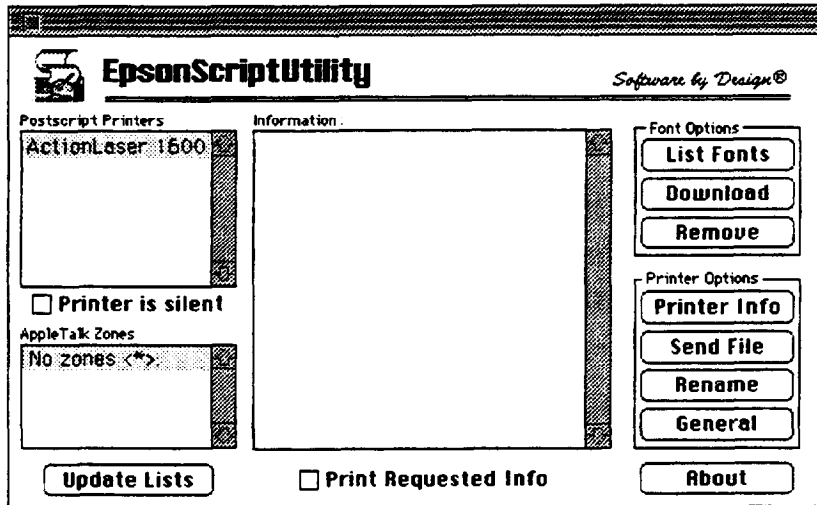 EpsonScriptUtility
Software by Design®
Postscript Printers
ActionLaser 1600
Printer is silent
AppleTalk Zones
No zones <*>.
Update Lists
Information .
Print Requested Info
Font Options
List Fonts
Download
Remove
Printer Options
Printer Info
Send File
Rename
General
About